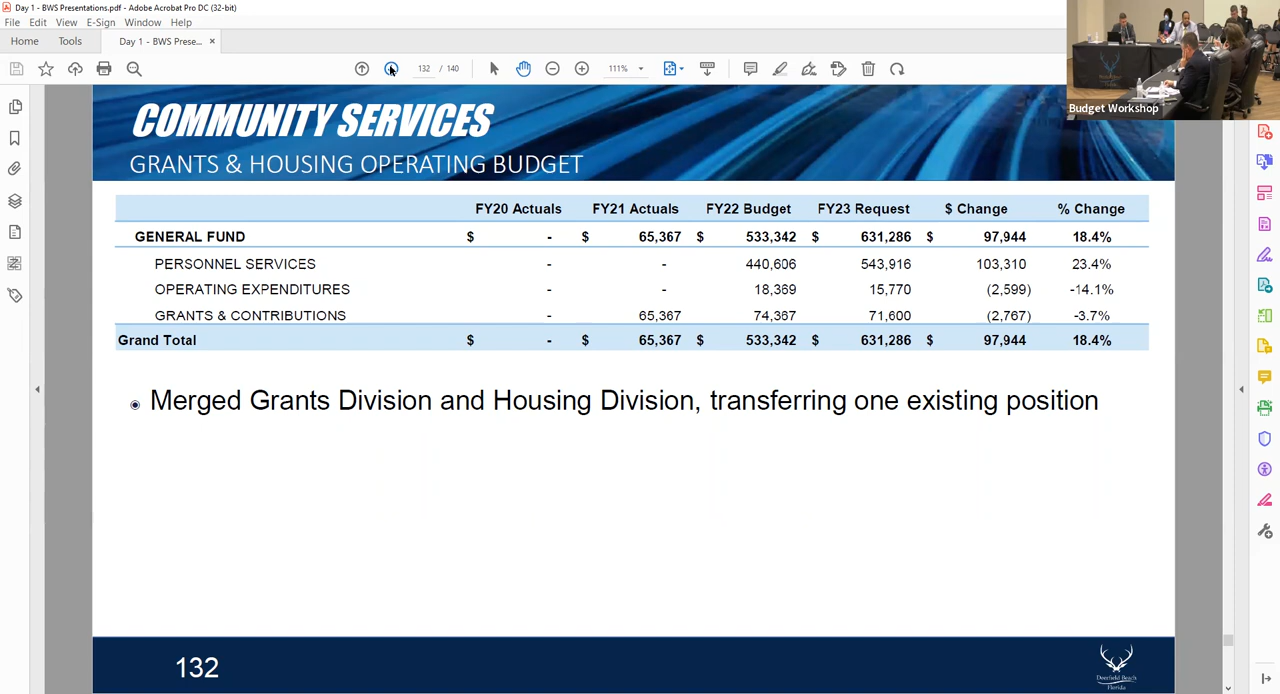 Day 1 - BWS Presentations.pdf - Adobe Acrobat Pro DC (32-bit)
File Edit View E-Sign Window Help
Home Tools Day 1 - BWS Prese... ×
132 / 140 111%
Budget Workshop
COMMUNITY SERVICES
GRANTS & HOUSING OPERATING BUDGET
FY20 Actuals FY21 Actuals FY22 Budget FY23 Request $ Change % Change
GENERAL FUND $ - $ 65,367 $ 533,342 $ 631,286 $ 97,944 18.4%
PERSONNEL SERVICES - - 440,606 543,916 103,310 23.4%
OPERATING EXPENDITURES - - 18,369 15,770 (2,599) -14.1%
GRANTS & CONTRIBUTIONS - 65,367 74,367 71,600 (2,767) -3.7%
Grand Total $ - $ 65,367 $ 533,342 $ 631,286 $ 97,944 18.4%
Merged Grants Division and Housing Division, transferring one existing position
132
Deerfield Beach
Florida